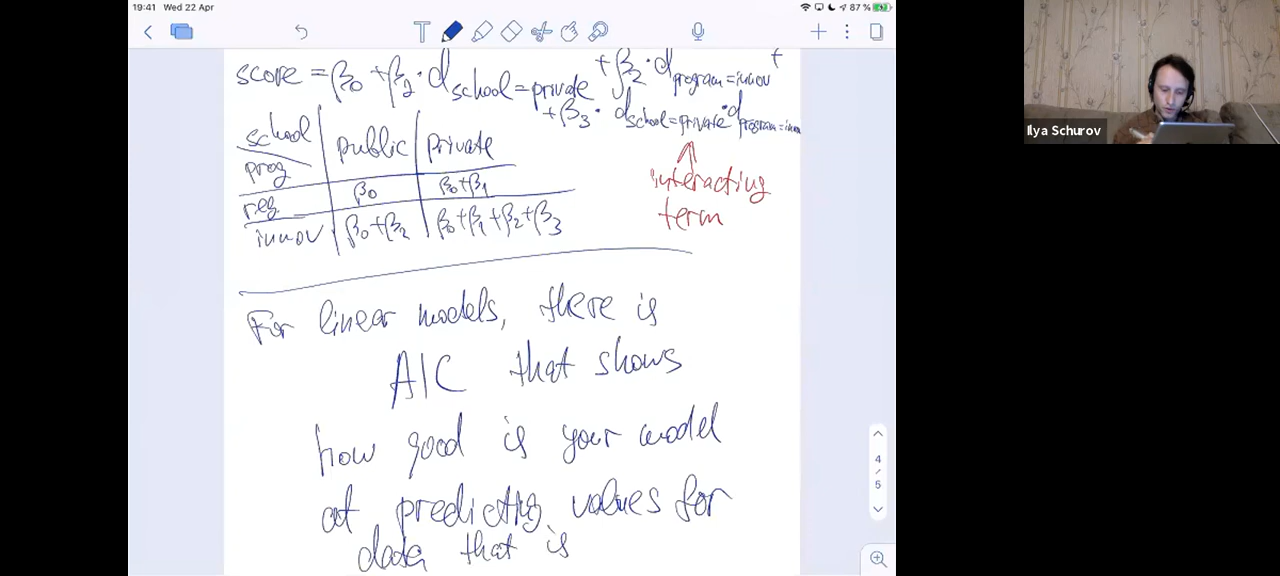 19:41 Wed 22 Apr
87 %
score = β₀ + β₂ · d school = private + β₂ · d program = innov +
+ β₃ · d school = private · d program = innov
school public private
prog
reg β₀ β₀+β₁
innov β₀+β₂ β₀+β₁+β₂+β₃
interacting
term
For linear models, there is
AIC that shows
how good is your model
at predicting values for
data that is
4
/
5
Ilya Schurov